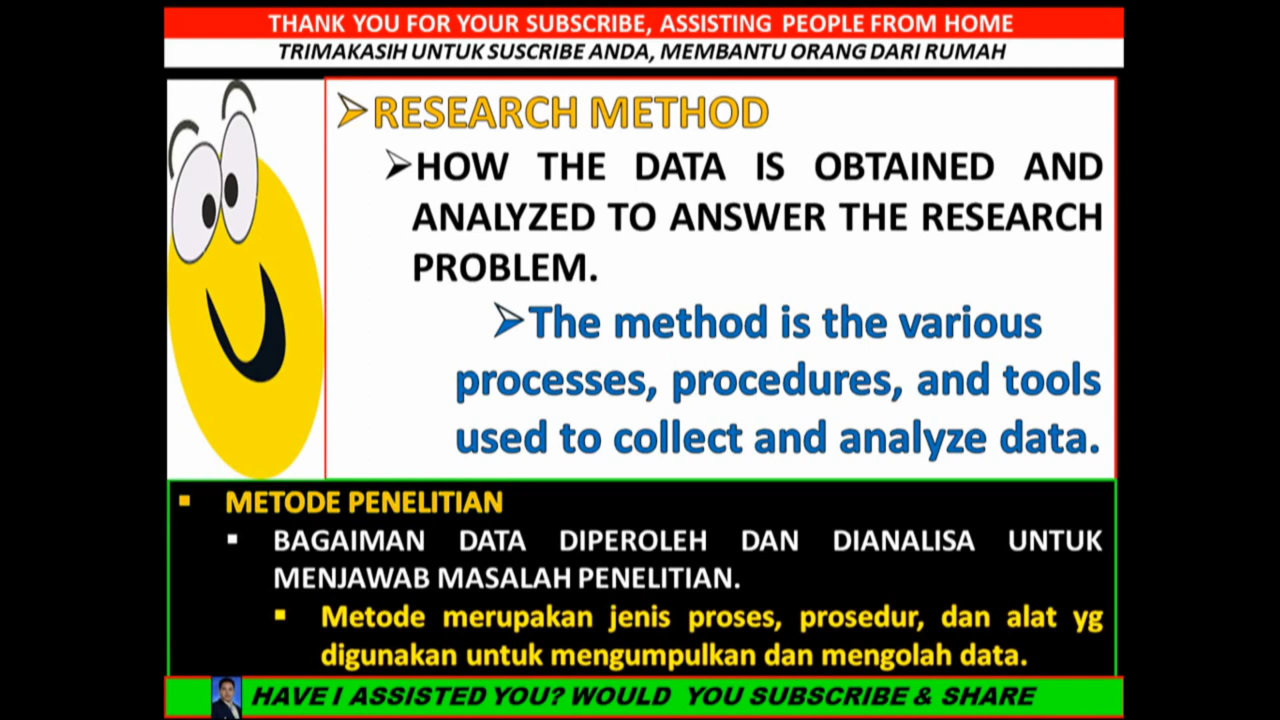 THANK YOU FOR YOUR SUBSCRIBE, ASSISTING PEOPLE FROM HOME
TRIMAKASIH UNTUK SUSCRIBE ANDA, MEMBANTU ORANG DARI RUMAH
RESEARCH METHOD
HOW THE DATA IS OBTAINED AND
ANALYZED TO ANSWER THE RESEARCH
PROBLEM.
The method is the various
processes, procedures, and tools
used to collect and analyze data.
METODE PENELITIAN
BAGAIMAN DATA DIPEROLEH DAN DIANALISA UNTUK
MENJAWAB MASALAH PENELITIAN.
Metode merupakan jenis proses, prosedur, dan alat yg
digunakan untuk mengumpulkan dan mengolah data.
HAVE I ASSISTED YOU? WOULD YOU SUBSCRIBE & SHARE